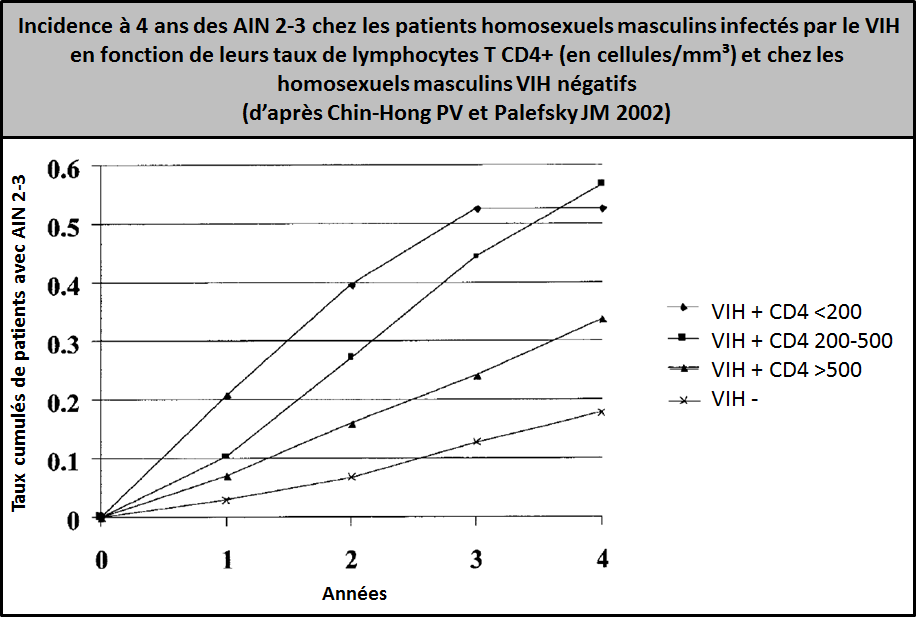 Incidence à 4 ans des AIN 2-3 chez les patients homosexuels masculins infectés par le VIH
en fonction de leurs taux de lymphocytes T CD4+ (en cellules/mm³) et chez les
homosexuels masculins VIH négatifs
(d'après Chin-Hong PV et Palefsky JM 2002)
Taux cumulés de patients avec AIN 2-3
0.6
0.5
0.4
0.3
0.2
0.1
0
0 1 2 3 4
Années
VIH + CD4 <200
VIH + CD4 200-500
VIH + CD4 >500
VIH -